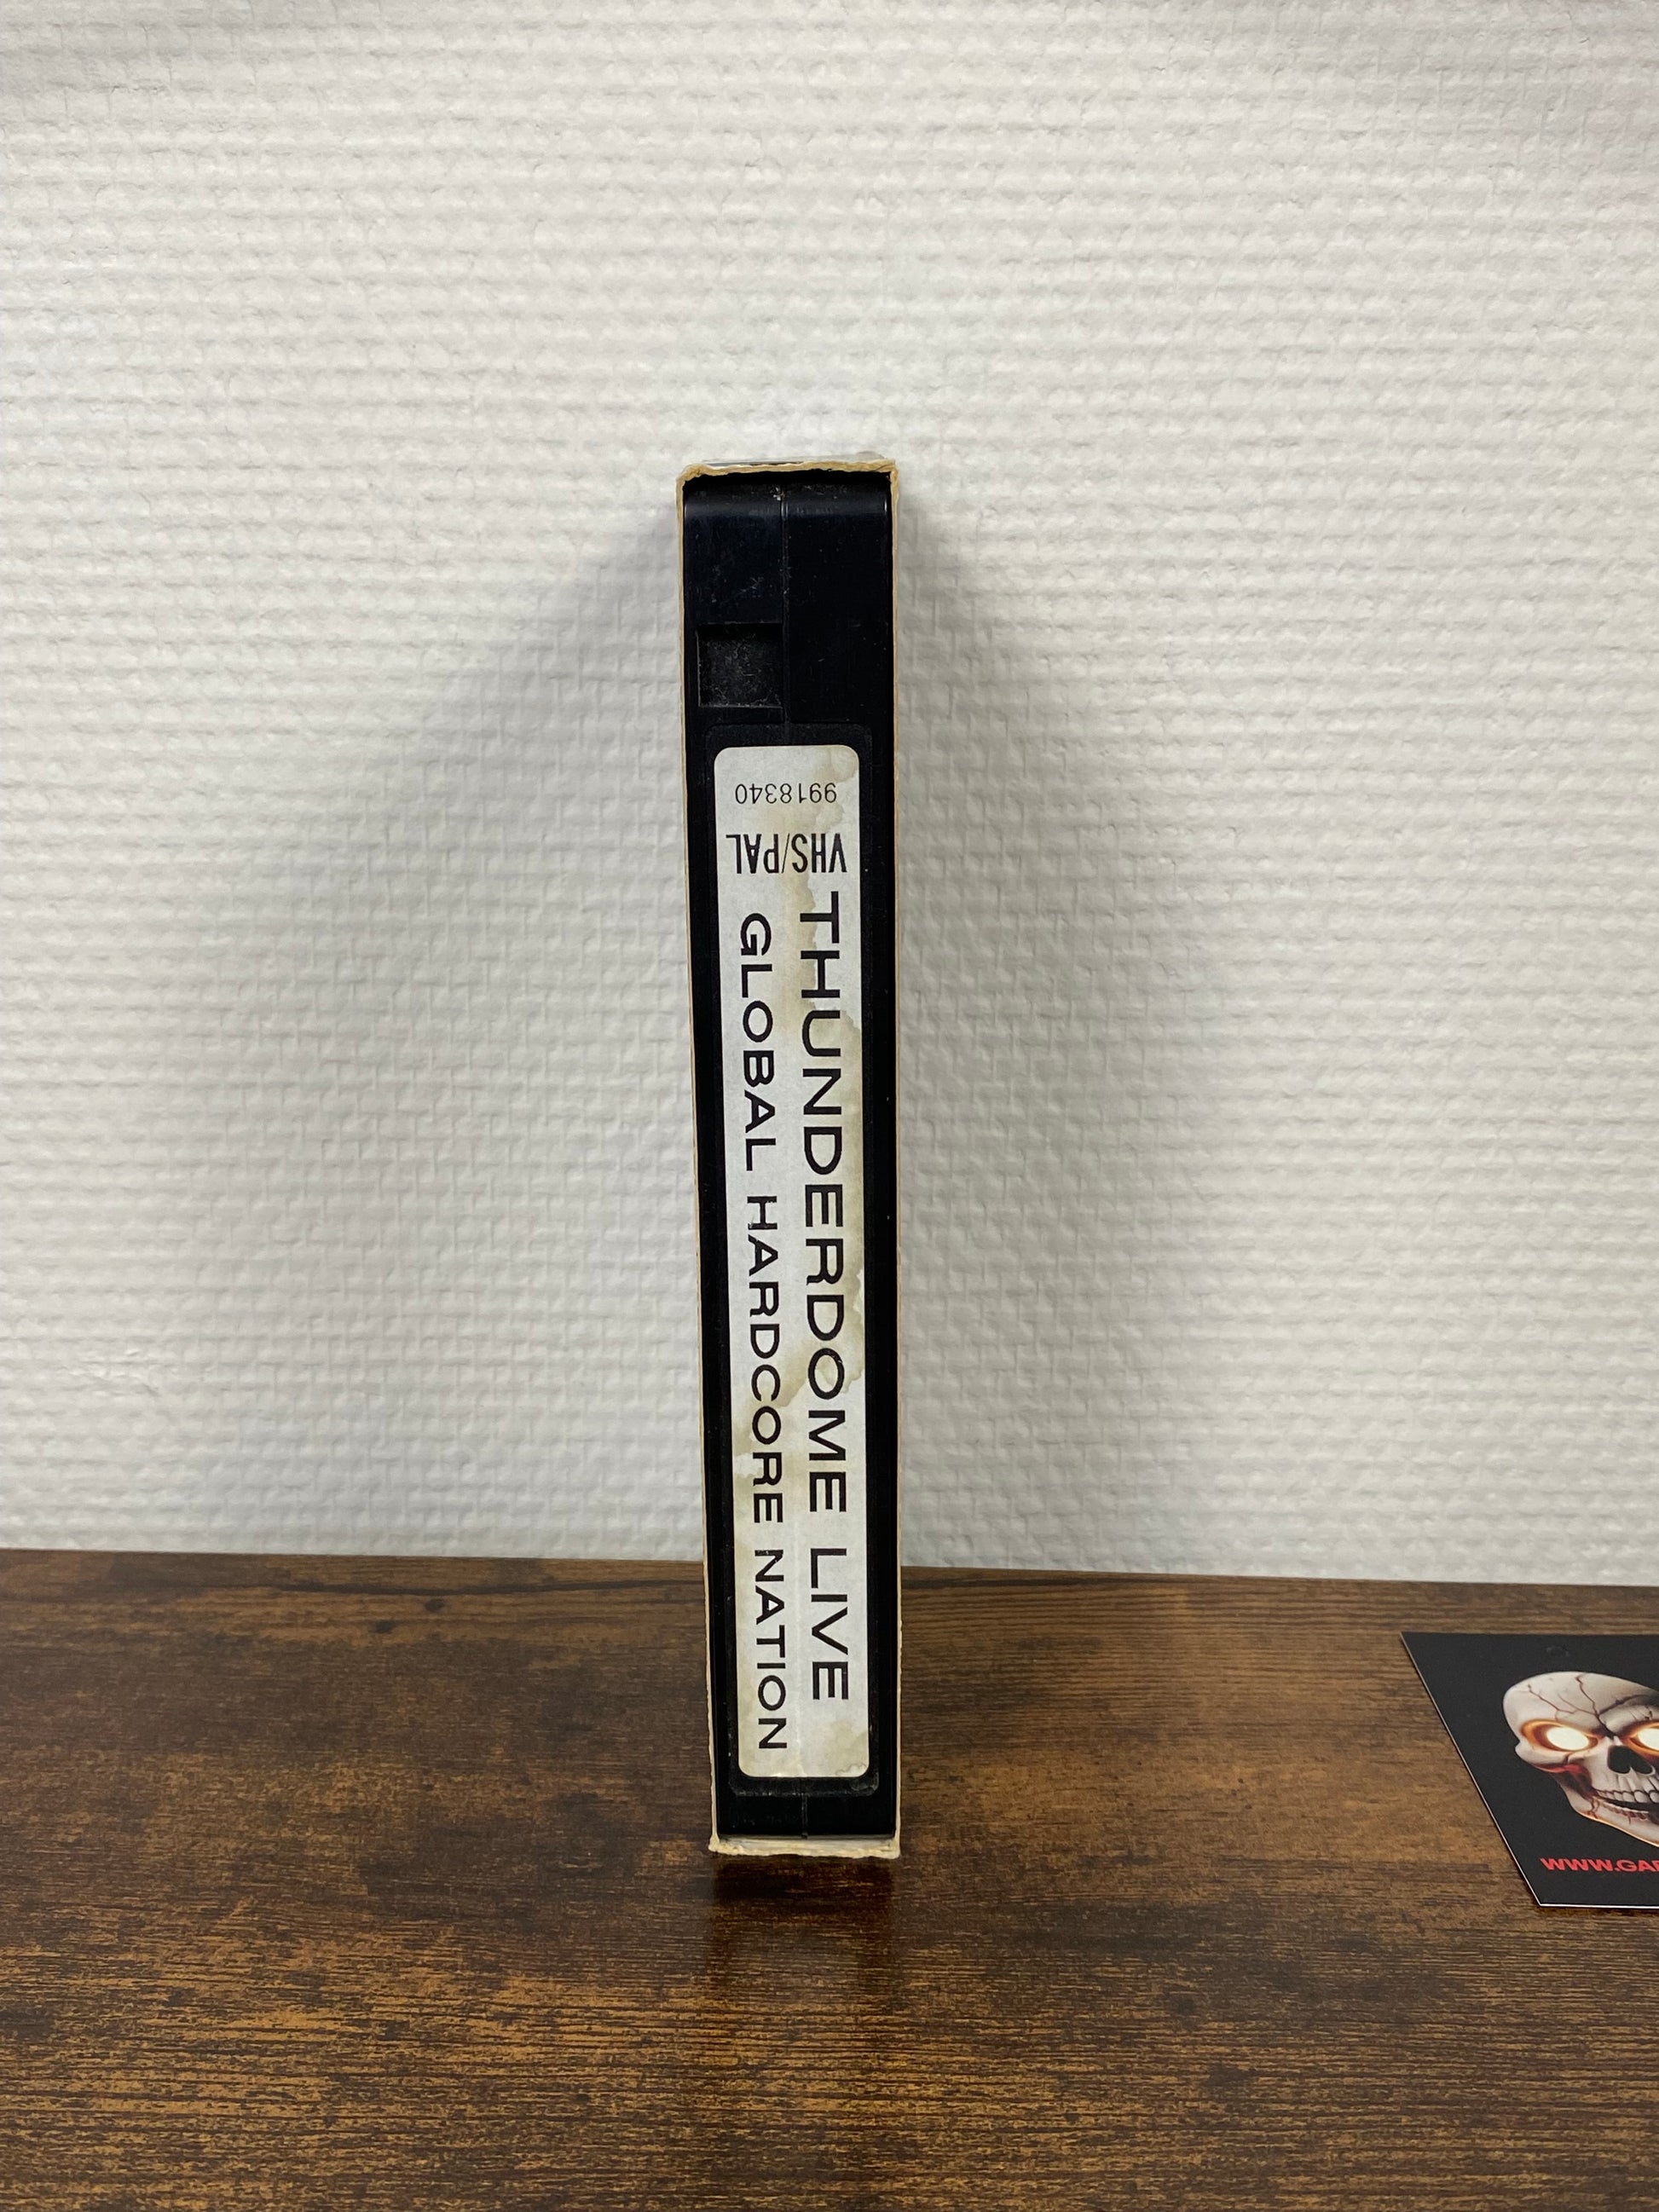 9918340
VHS/PAL
THUNDERDOME LIVE
GLOBAL HARDCORE NATION